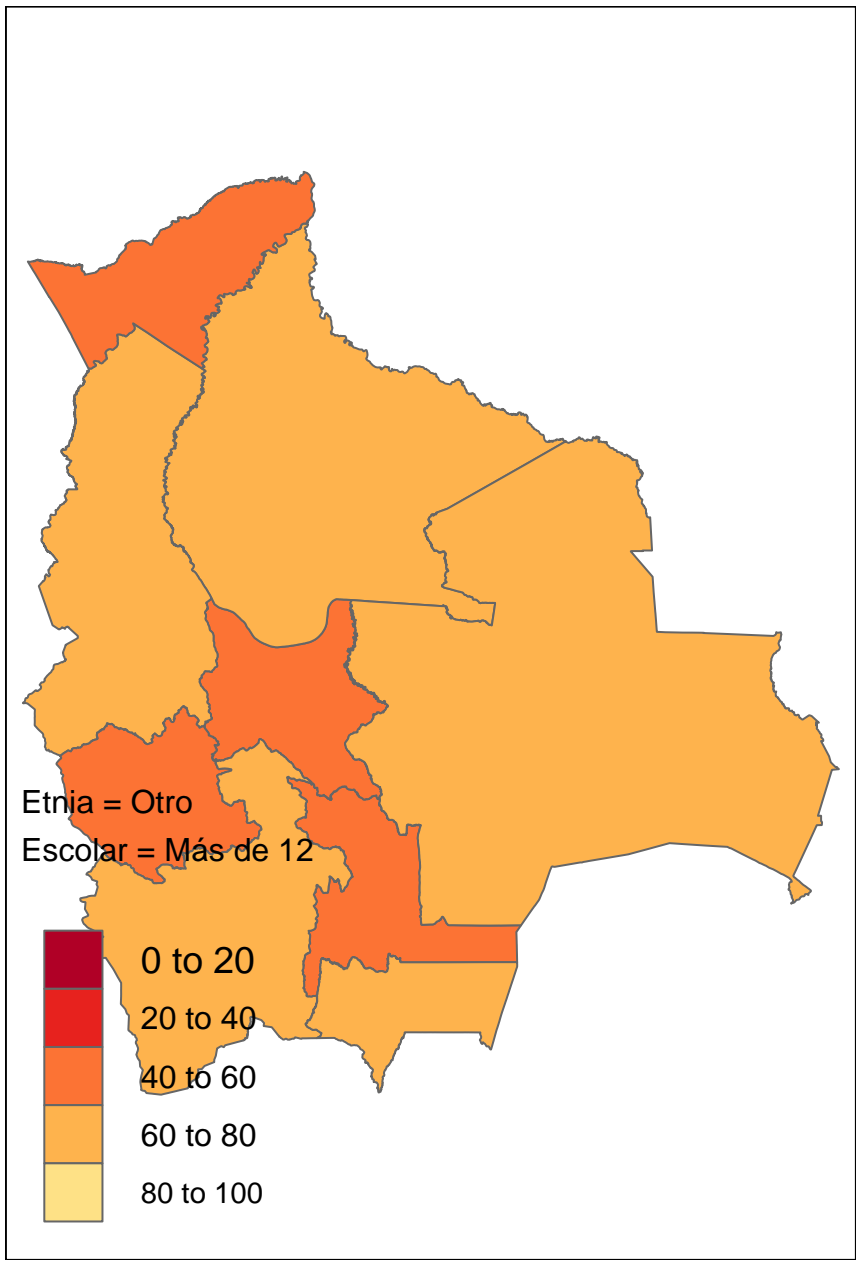 Etnia = Otro
Escolar = Más de 12
0 to 20
20 to 40
40 to 60
60 to 80
80 to 100